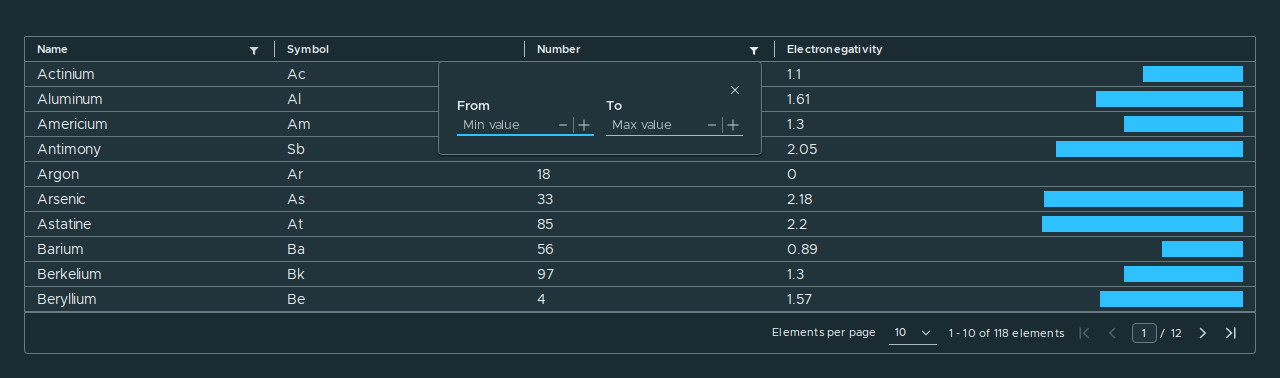 Name Symbol Number Electronegativity
Actinium Ac 1.1
Aluminum Al 1.61
Americium Am 1.3
Antimony Sb 2.05
From To
Min value Max value
Argon Ar 18 0
Arsenic As 33 2.18
Astatine At 85 2.2
Barium Ba 56 0.89
Berkelium Bk 97 1.3
Beryllium Be 4 1.57
Elements per page 10 1 - 10 of 118 elements 1 / 12